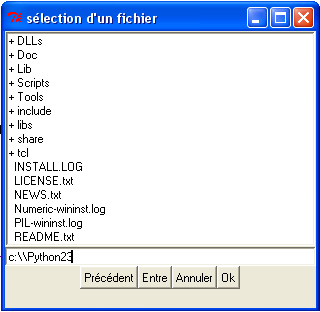 sélection d'un fichier
+ DLLs
+ Doc
+ Lib
+ Scripts
+ Tools
+ include
+ libs
+ share
+ tcl
INSTALL.LOG
LICENSE.txt
NEWS.txt
Numeric-wininst.log
PIL-wininst.log
README.txt
c:\\Python23
Précédent Entre Annuler Ok